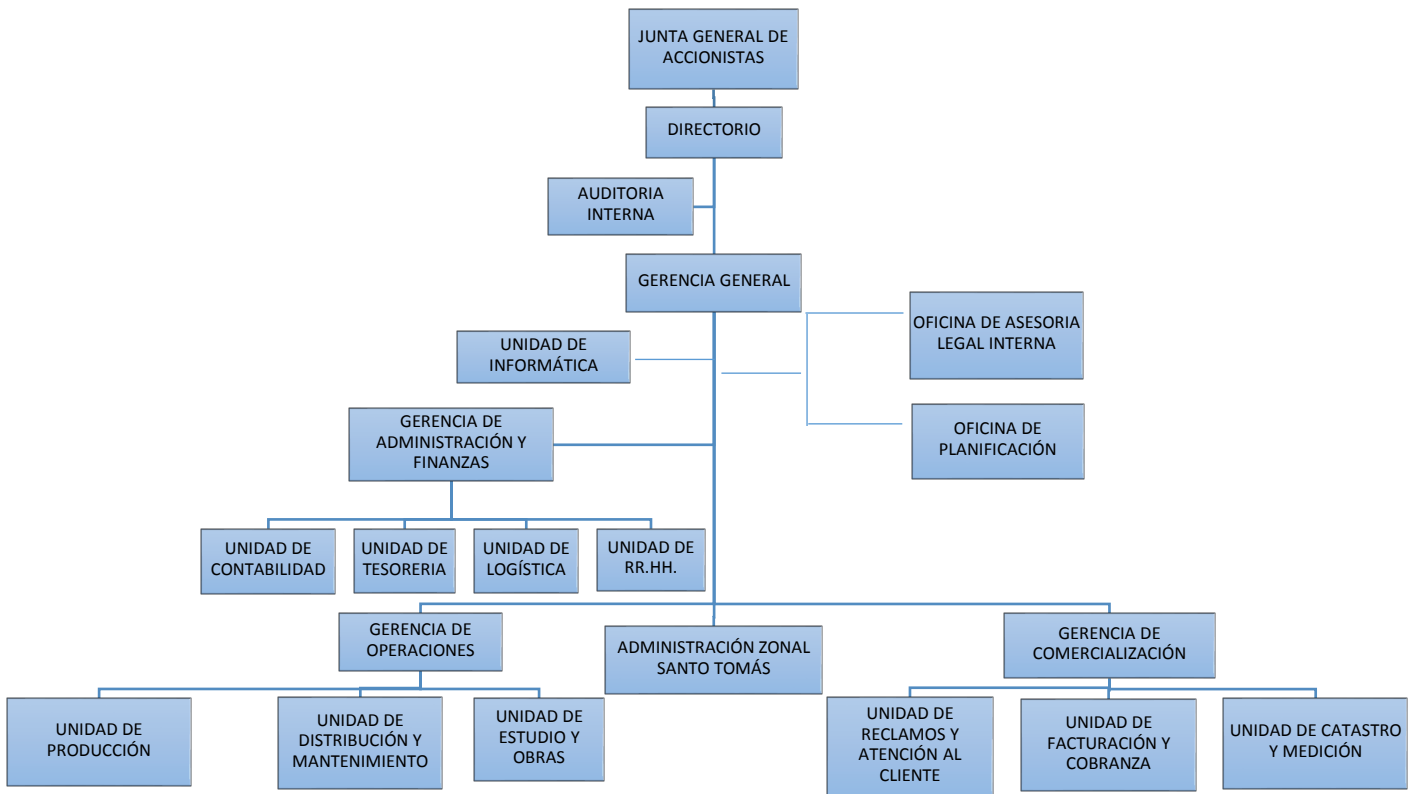 JUNTA GENERAL DE
ACCIONISTAS
DIRECTORIO
AUDITORIA
INTERNA
GERENCIA GENERAL
OFICINA DE ASESORIA
LEGAL INTERNA
UNIDAD DE
INFORMÁTICA
GERENCIA DE
ADMINISTRACIÓN Y
FINANZAS
OFICINA DE
PLANIFICACIÓN
UNIDAD DE
CONTABILIDAD
UNIDAD DE
TESORERIA
UNIDAD DE
LOGÍSTICA
UNIDAD DE
RR.HH.
GERENCIA DE
OPERACIONES
ADMINISTRACIÓN ZONAL
SANTO TOMÁS
GERENCIA DE
COMERCIALIZACIÓN
UNIDAD DE
PRODUCCIÓN
UNIDAD DE
DISTRIBUCIÓN Y
MANTENIMIENTO
UNIDAD DE
ESTUDIO Y
OBRAS
UNIDAD DE
RECLAMOS Y
ATENCIÓN AL
CLIENTE
UNIDAD DE
FACTURACIÓN Y
COBRANZA
UNIDAD DE CATASTRO
Y MEDICIÓN